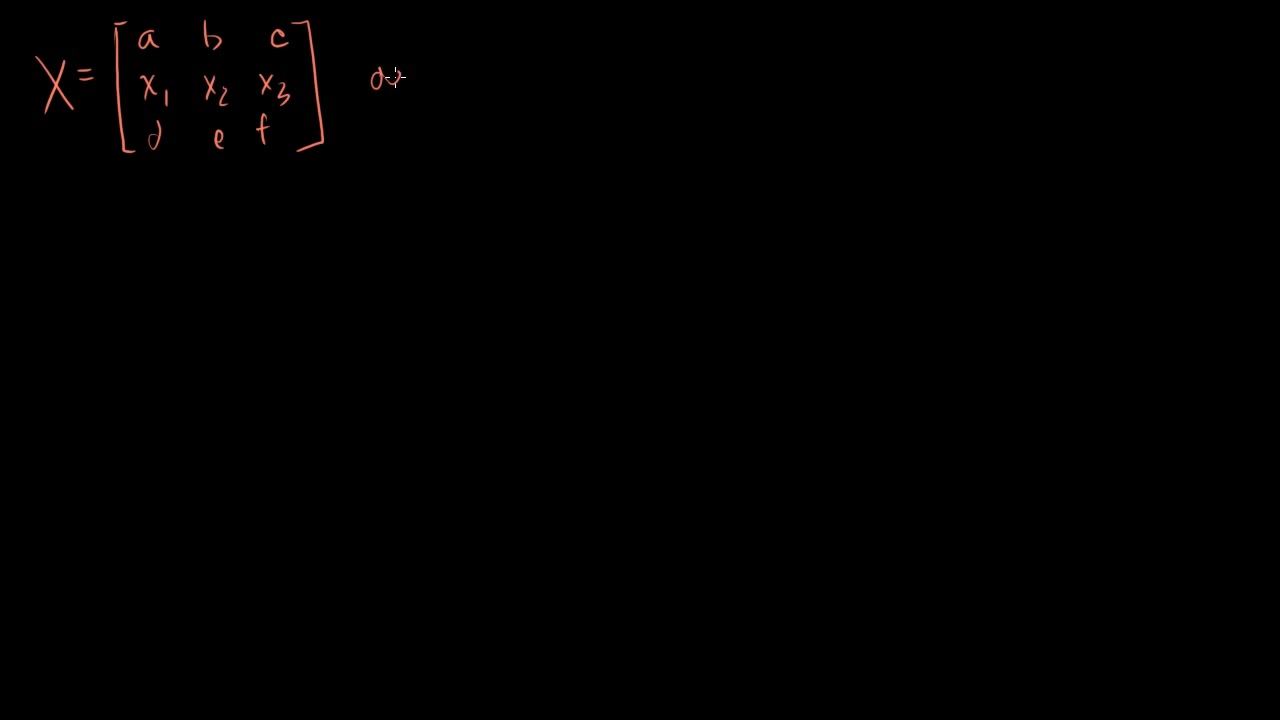 a b c
X = x₁ x₂ x₃
d e f